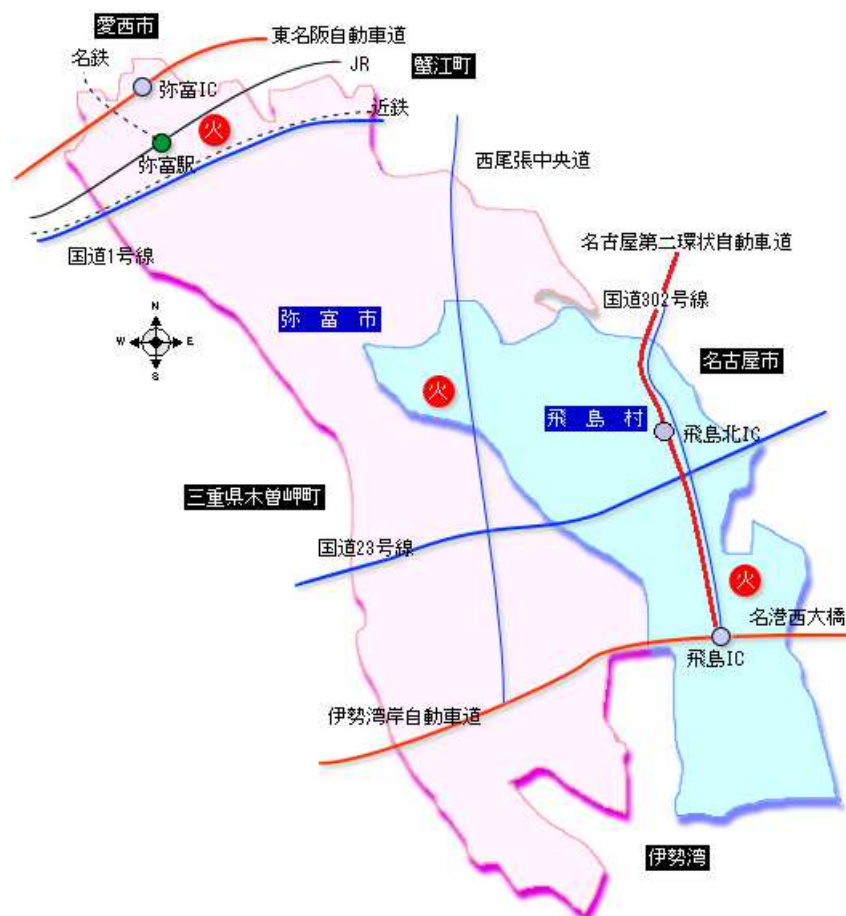 愛西市
東名阪自動車道
名鉄
JR
蟹江町
弥富IC
近鉄
火
弥富駅
西尾張中央道
名古屋第二環状自動車道
国道1号線
国道302号線
N
W
E
S
弥富市
名古屋市
火
飛島村
飛島北IC
三重県木曽岬町
国道23号線
火
名港西大橋
飛島IC
伊勢湾岸自動車道
伊勢湾